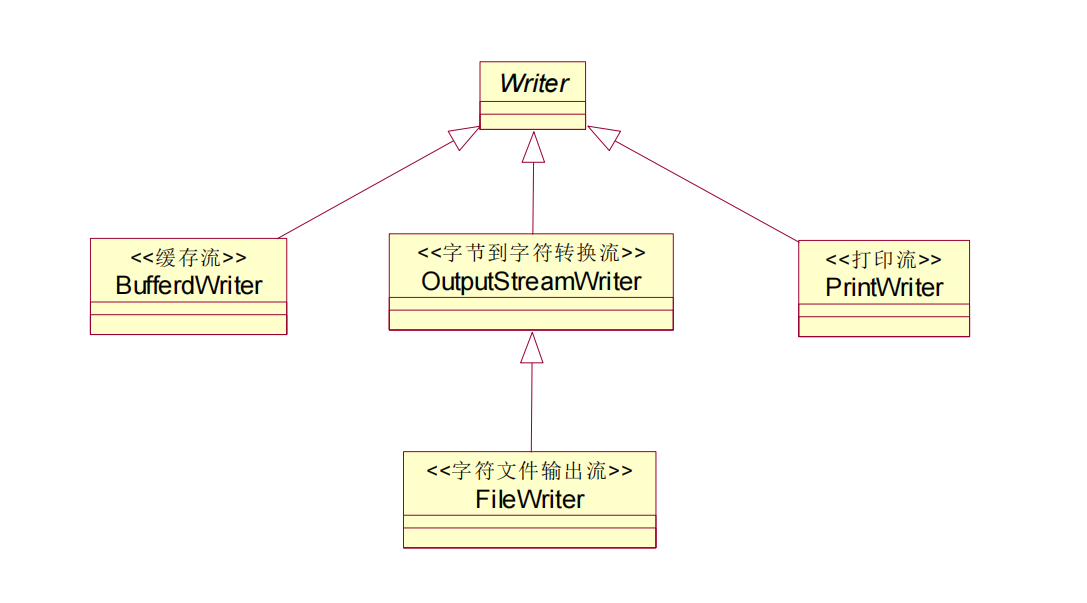 Writer
<<缓存流>>
BufferdWriter
<<字节到字符转换流>>
OutputStreamWriter
<<打印流>>
PrintWriter
<<字符文件输出流>>
FileWriter